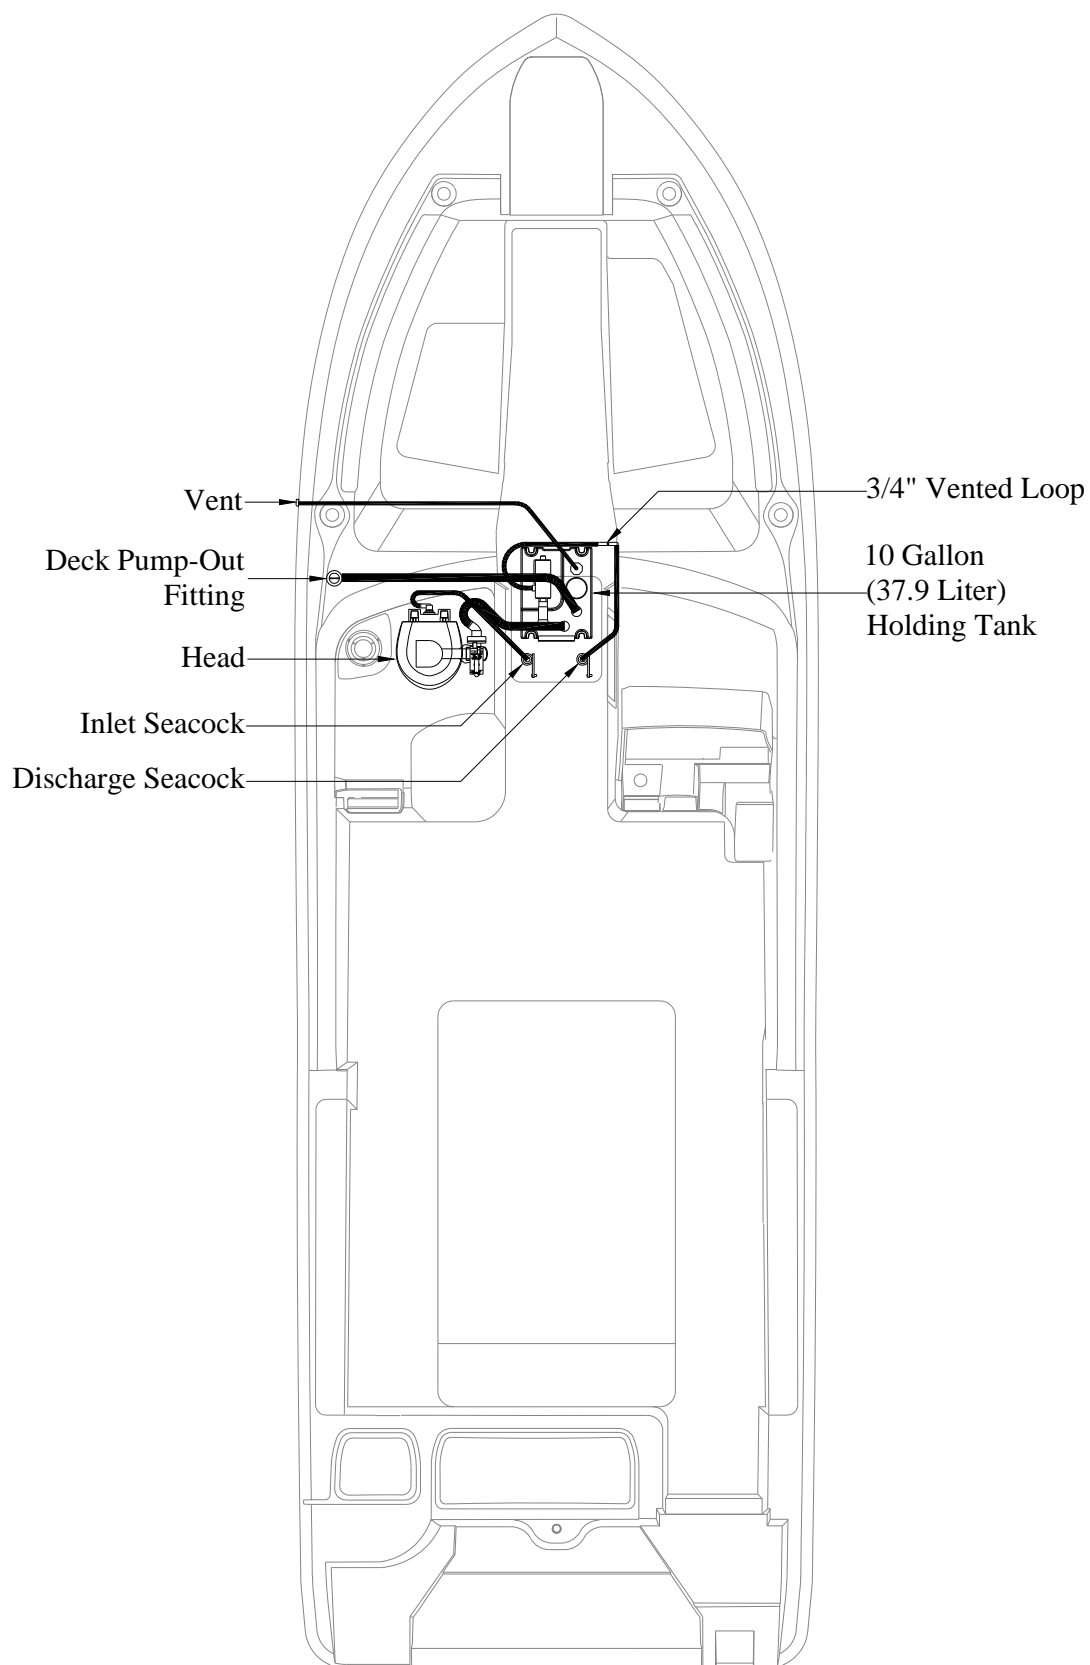 Vent
Deck Pump-Out
Fitting
Head
Inlet Seacock
Discharge Seacock
3/4" Vented Loop
10 Gallon
(37.9 Liter)
Holding Tank